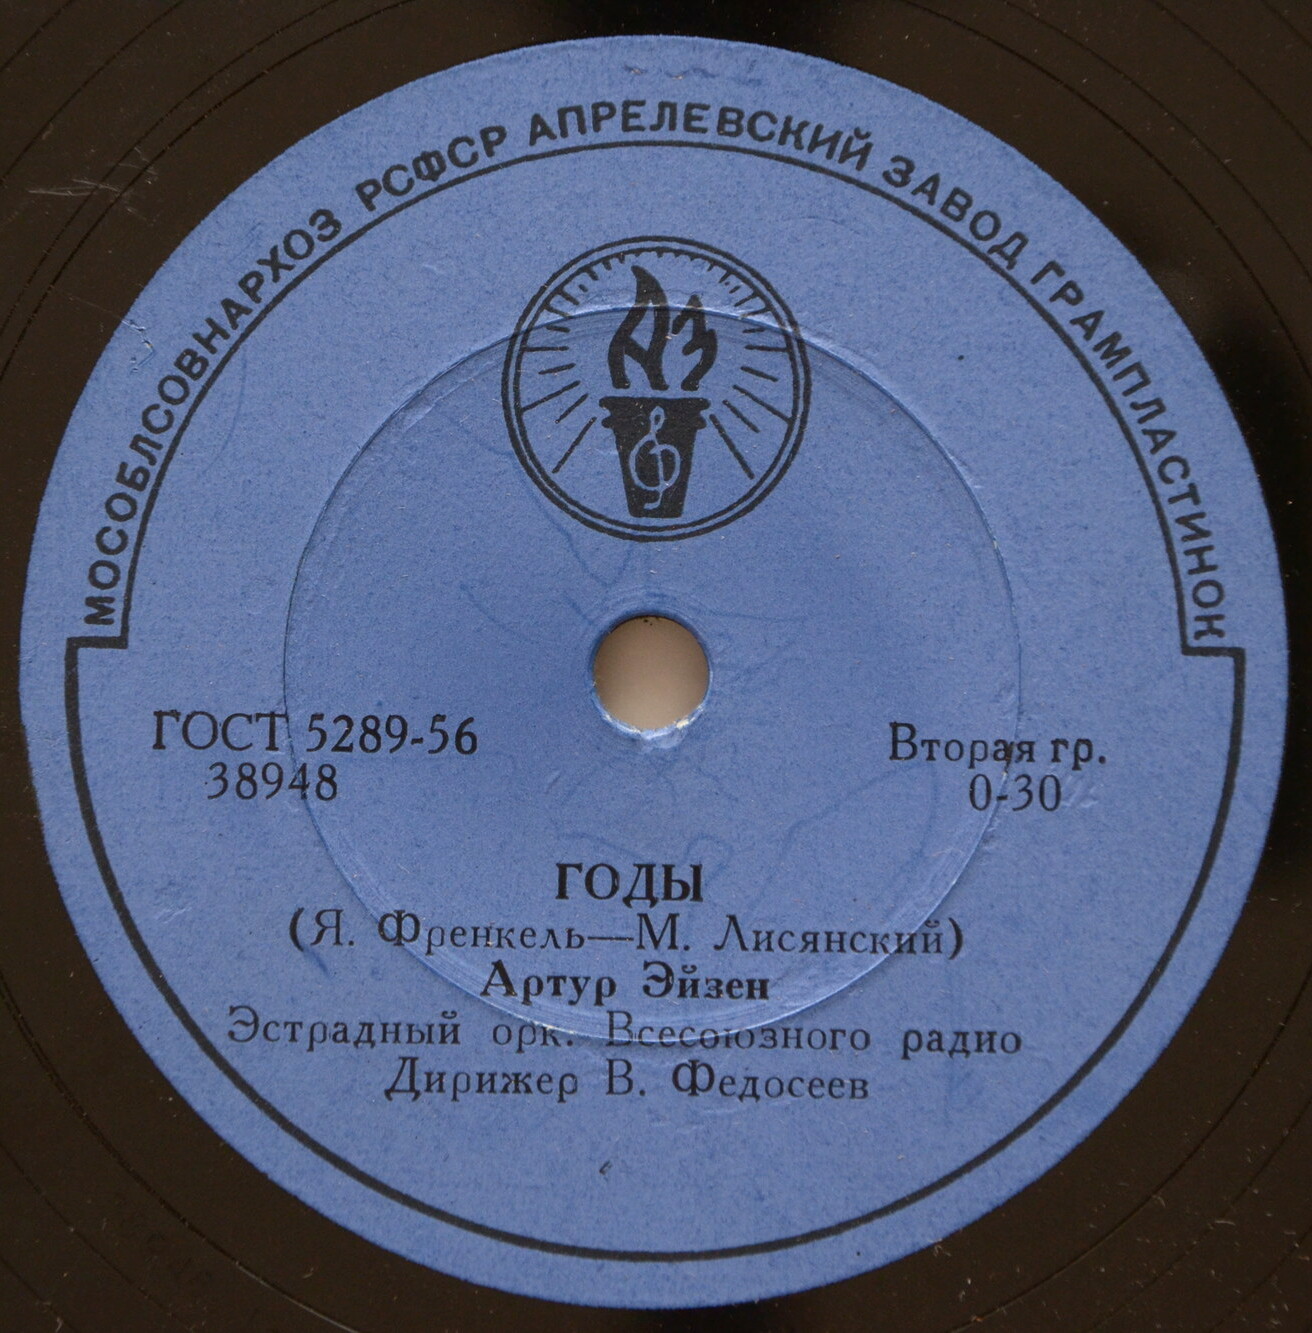 МОСОБЛСОВНАРХОЗ РСФСР АПРЕЛЕВСКИЙ ЗАВОД ГРАМПЛАСТИНОК
АЗ
ГОСТ 5289-56
38948
Вторая гр.
0-30
ГОДЫ
(Я. Френкель—М. Лисянский)
Артур Эйзен
Эстрадный орк. Всесоюзного радио
Дирижер В. Федосеев